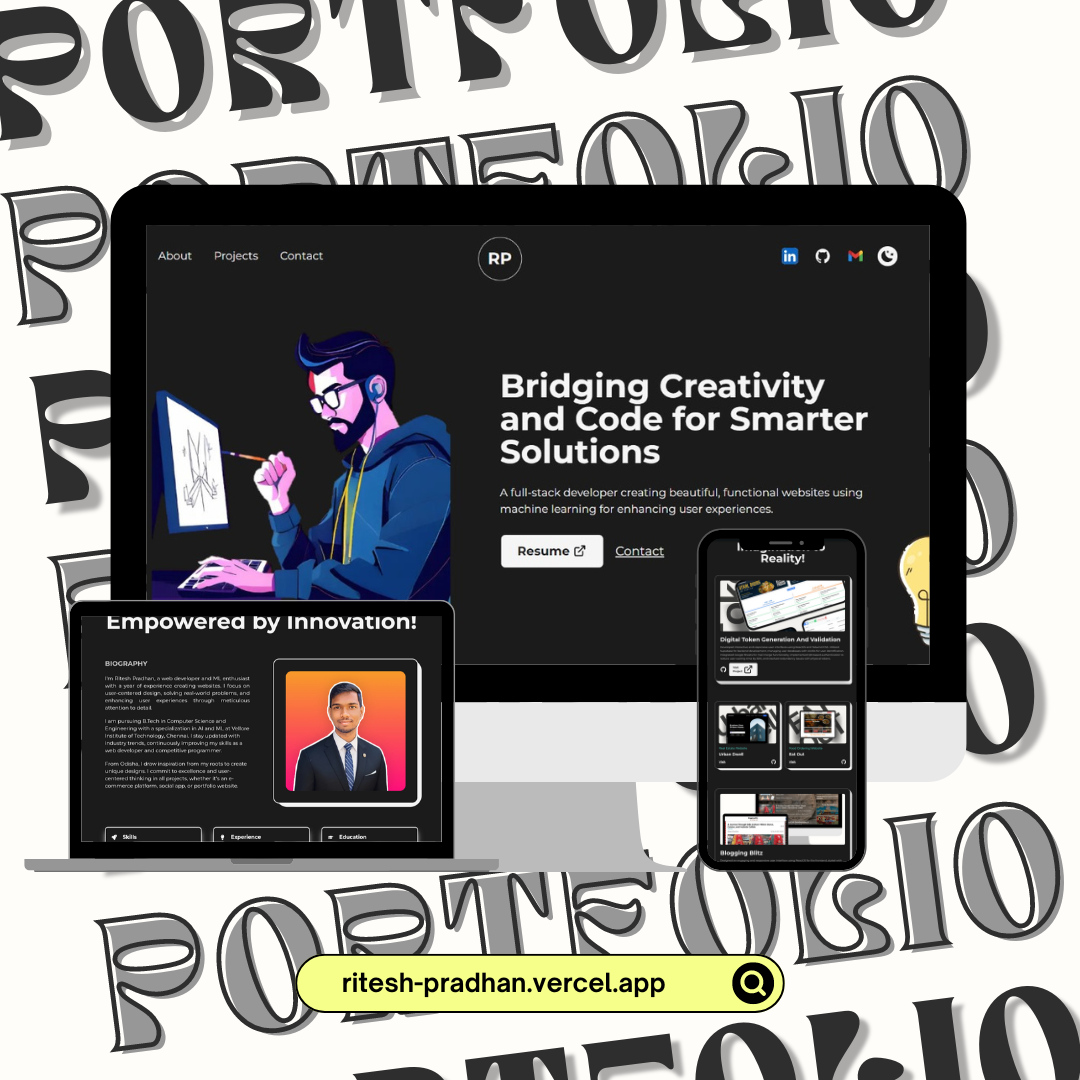 PORTFOLIO
PORTFOLIO
About Projects Contact
RP
in
Bridging Creativity
and Code for Smarter
Solutions
A full-stack developer creating beautiful, functional websites using
machine learning for enhancing user experiences.
Resume
Contact
Empowered by Innovation!
BIOGRAPHY
I'm Ritesh Pradhan, a web developer and ML enthusiast
with a year of experience creating websites. I focus on
user-centered design, solving real-world problems, and
enhancing user experiences through meticulous
attention to detail.
I am pursuing B.Tech in Computer Science and
Engineering with a specialization in AI and ML at Vellore
Institute of Technology, Chennai. I stay updated with
industry trends, continuously improving my skills as a
web developer and competitive programmer.
From Odisha, I draw inspiration from my roots to create
unique designs. I commit to excellence and user-
centered thinking in all projects, whether it's an e-
commerce platform, social app, or portfolio website.
Skills
Experience
Education
Reality!
Digital Token Generation And Validation
Urban Dwell
Eat Out
Blogging Blitz
PORTFOLIO
ritesh-pradhan.vercel.app
PORTFOLIO